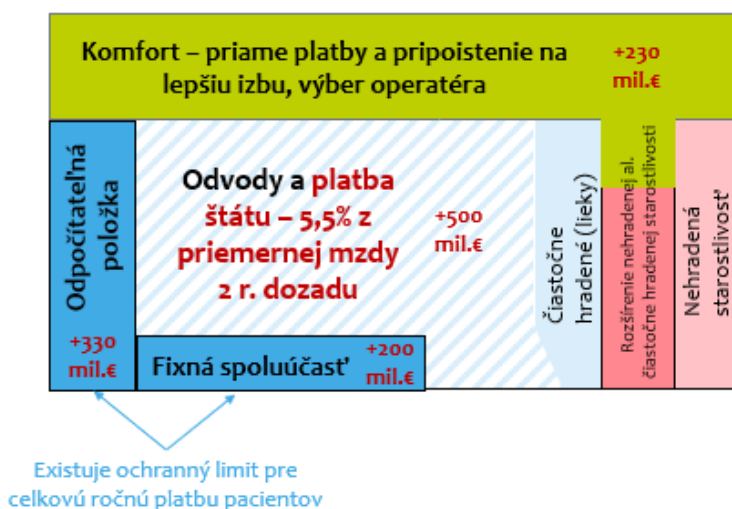 Komfort – priame platby a pripoistenie na
lepšiu izbu, výber operatéra
+230
mil.€
Odpočítateľná
položka
+330
mil.€
Odvody a platba
štátu – 5,5% z
priemernej mzdy
2 r. dozadu
+500
mil.€
Fixná spoluúčasť
+200
mil.€
Čiastočne
hradené (lieky)
Rozšírenie nehradenej al.
čiastočne hradenej starostlivosti
Nehradená
starostlivosť
Existuje ochranný limit pre
celkovú ročnú platbu pacientov